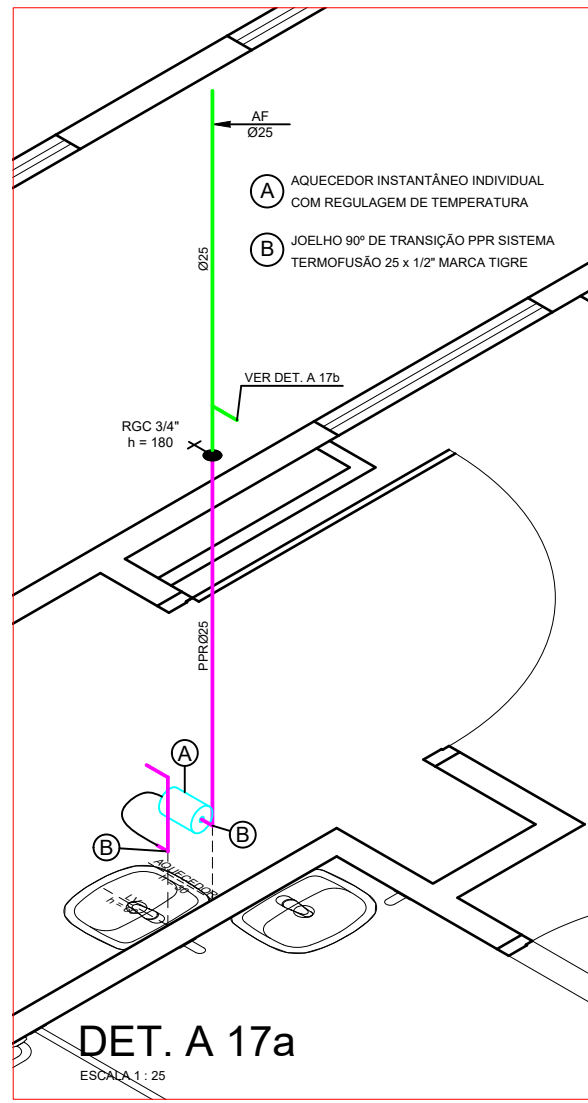 AF
Ø25
A
AQUECEDOR INSTANTÂNEO INDIVIDUAL
COM REGULAGEM DE TEMPERATURA
B
JOELHO 90º DE TRANSIÇÃO PPR SISTEMA
TERMOFUSÃO 25 x 1/2" MARCA TIGRE
Ø25
VER DET. A 17b
RGC 3/4"
h = 180
PPRØ25
A
B
B
AQUECEDOR
DET. A 17a
ESCALA 1 : 25